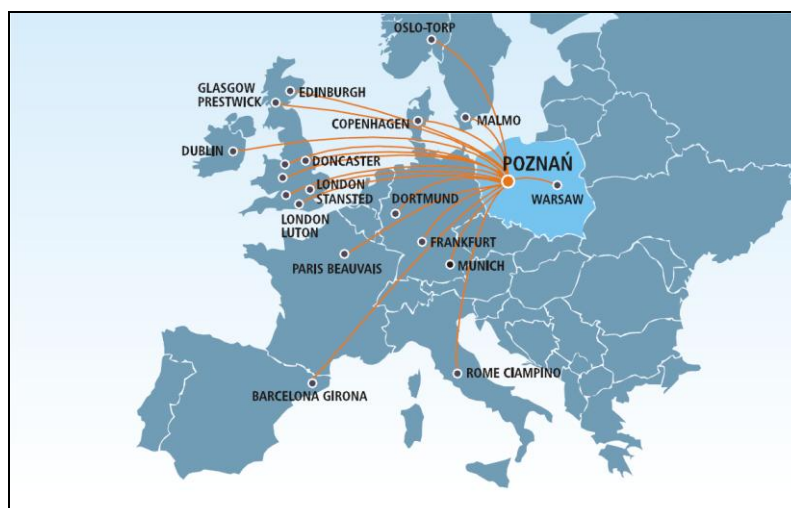 OSLO-TORP
GLASGOW
PRESTWICK
EDINBURGH
COPENHAGEN
MALMO
DUBLIN
DONCASTER
POZNAŃ
LONDON
STANSTED
DORTMUND
WARSAW
LONDON
LUTON
FRANKFURT
PARIS BEAUVAIS
MUNICH
ROME CIAMPINO
BARCELONA GIRONA